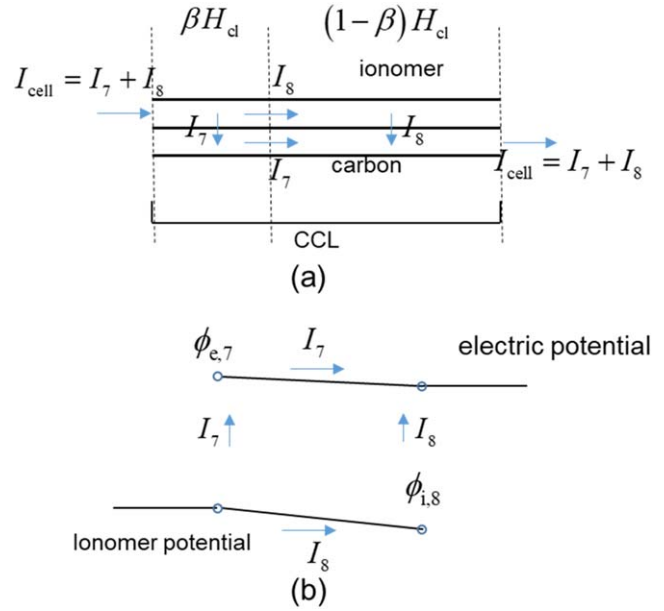 βH_cl (1−β)H_cl
I_cell = I_7 + I_8
I_8
ionomer
I_7
I_8
I_7
carbon
I_cell = I_7 + I_8
CCL
(a)
ϕ_e,7
I_7
electric potential
I_7
I_8
ϕ_i,8
Ionomer potential
I_8
(b)